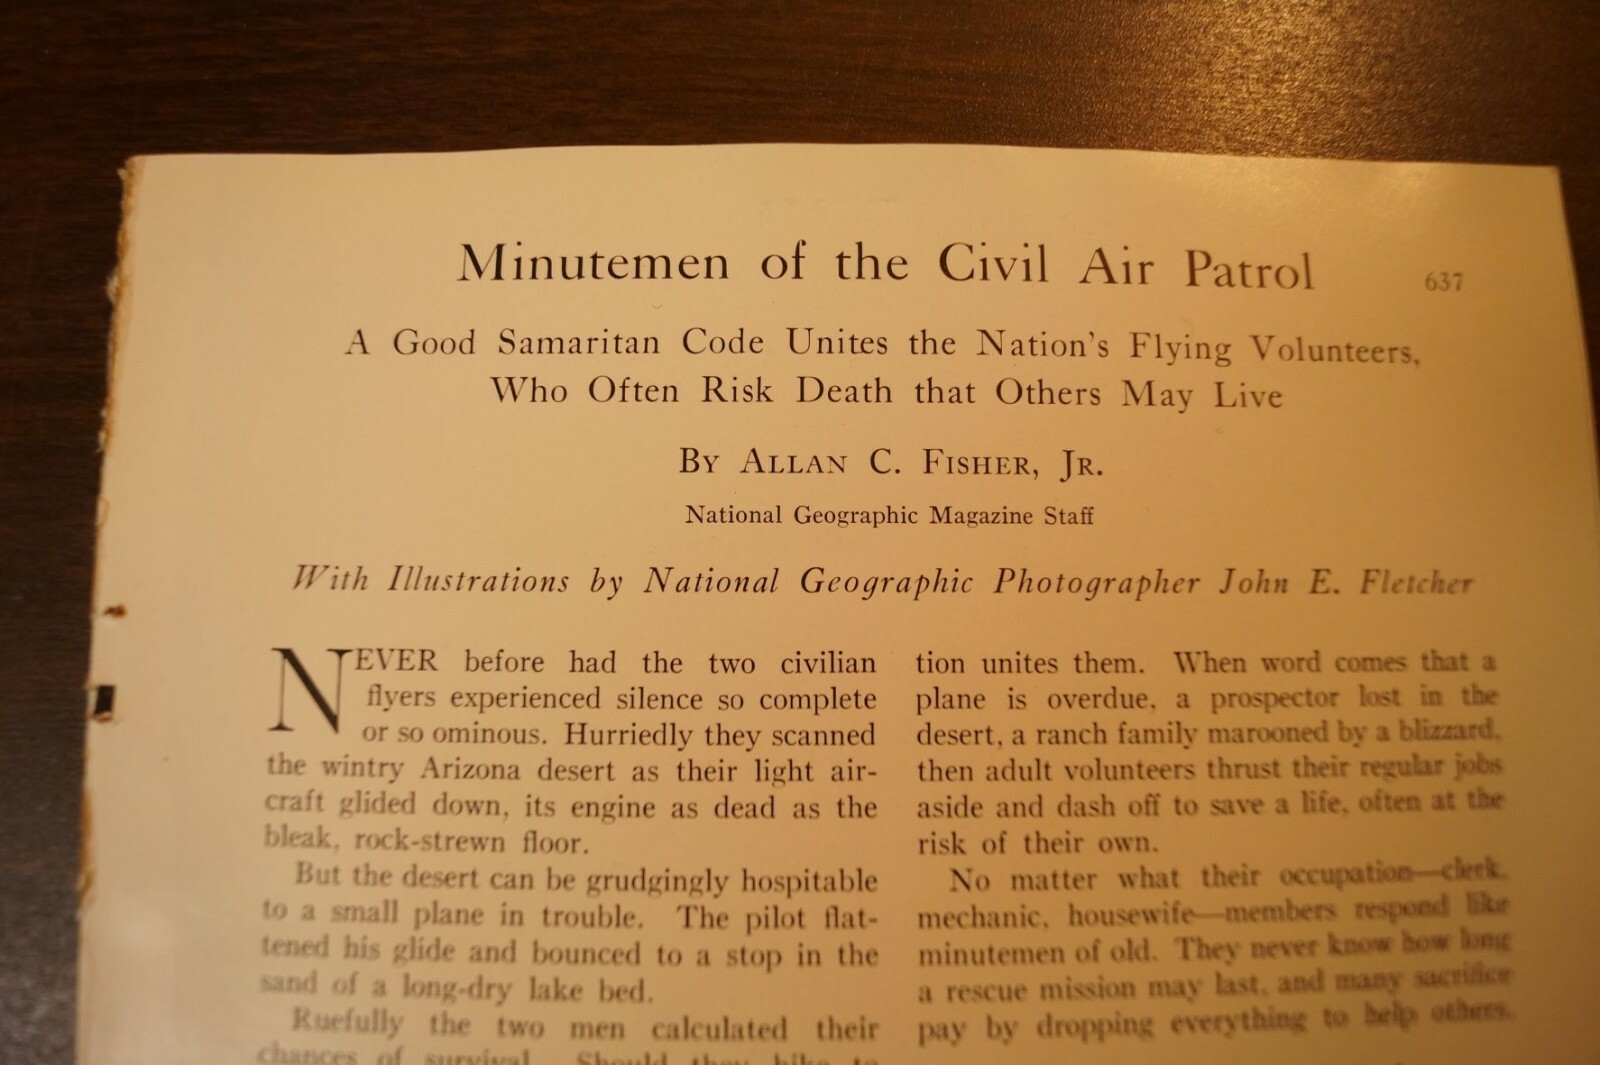 Minutemen of the Civil Air Patrol
637
A Good Samaritan Code Unites the Nation's Flying Volunteers,
Who Often Risk Death that Others May Live
By Allan C. Fisher, Jr.
National Geographic Magazine Staff
With Illustrations by National Geographic Photographer John E. Fletcher
NEVER before had the two civilian
flyers experienced silence so complete
or so ominous. Hurriedly they scanned
the wintry Arizona desert as their light air-
craft glided down, its engine as dead as the
bleak, rock-strewn floor.
But the desert can be grudgingly hospitable
to a small plane in trouble. The pilot flat-
tened his glide and bounced to a stop in the
sand of a long-dry lake bed.
Ruefully the two men calculated their
chances of survival. Should they hike to
tion unites them. When word comes that a
plane is overdue, a prospector lost in the
desert, a ranch family marooned by a blizzard,
then adult volunteers thrust their regular jobs
aside and dash off to save a life, often at the
risk of their own.
No matter what their occupation—clerk,
mechanic, housewife—members respond like
minutemen of old. They never know how long
a rescue mission may last, and many sacrifice
pay by dropping everything to help others.